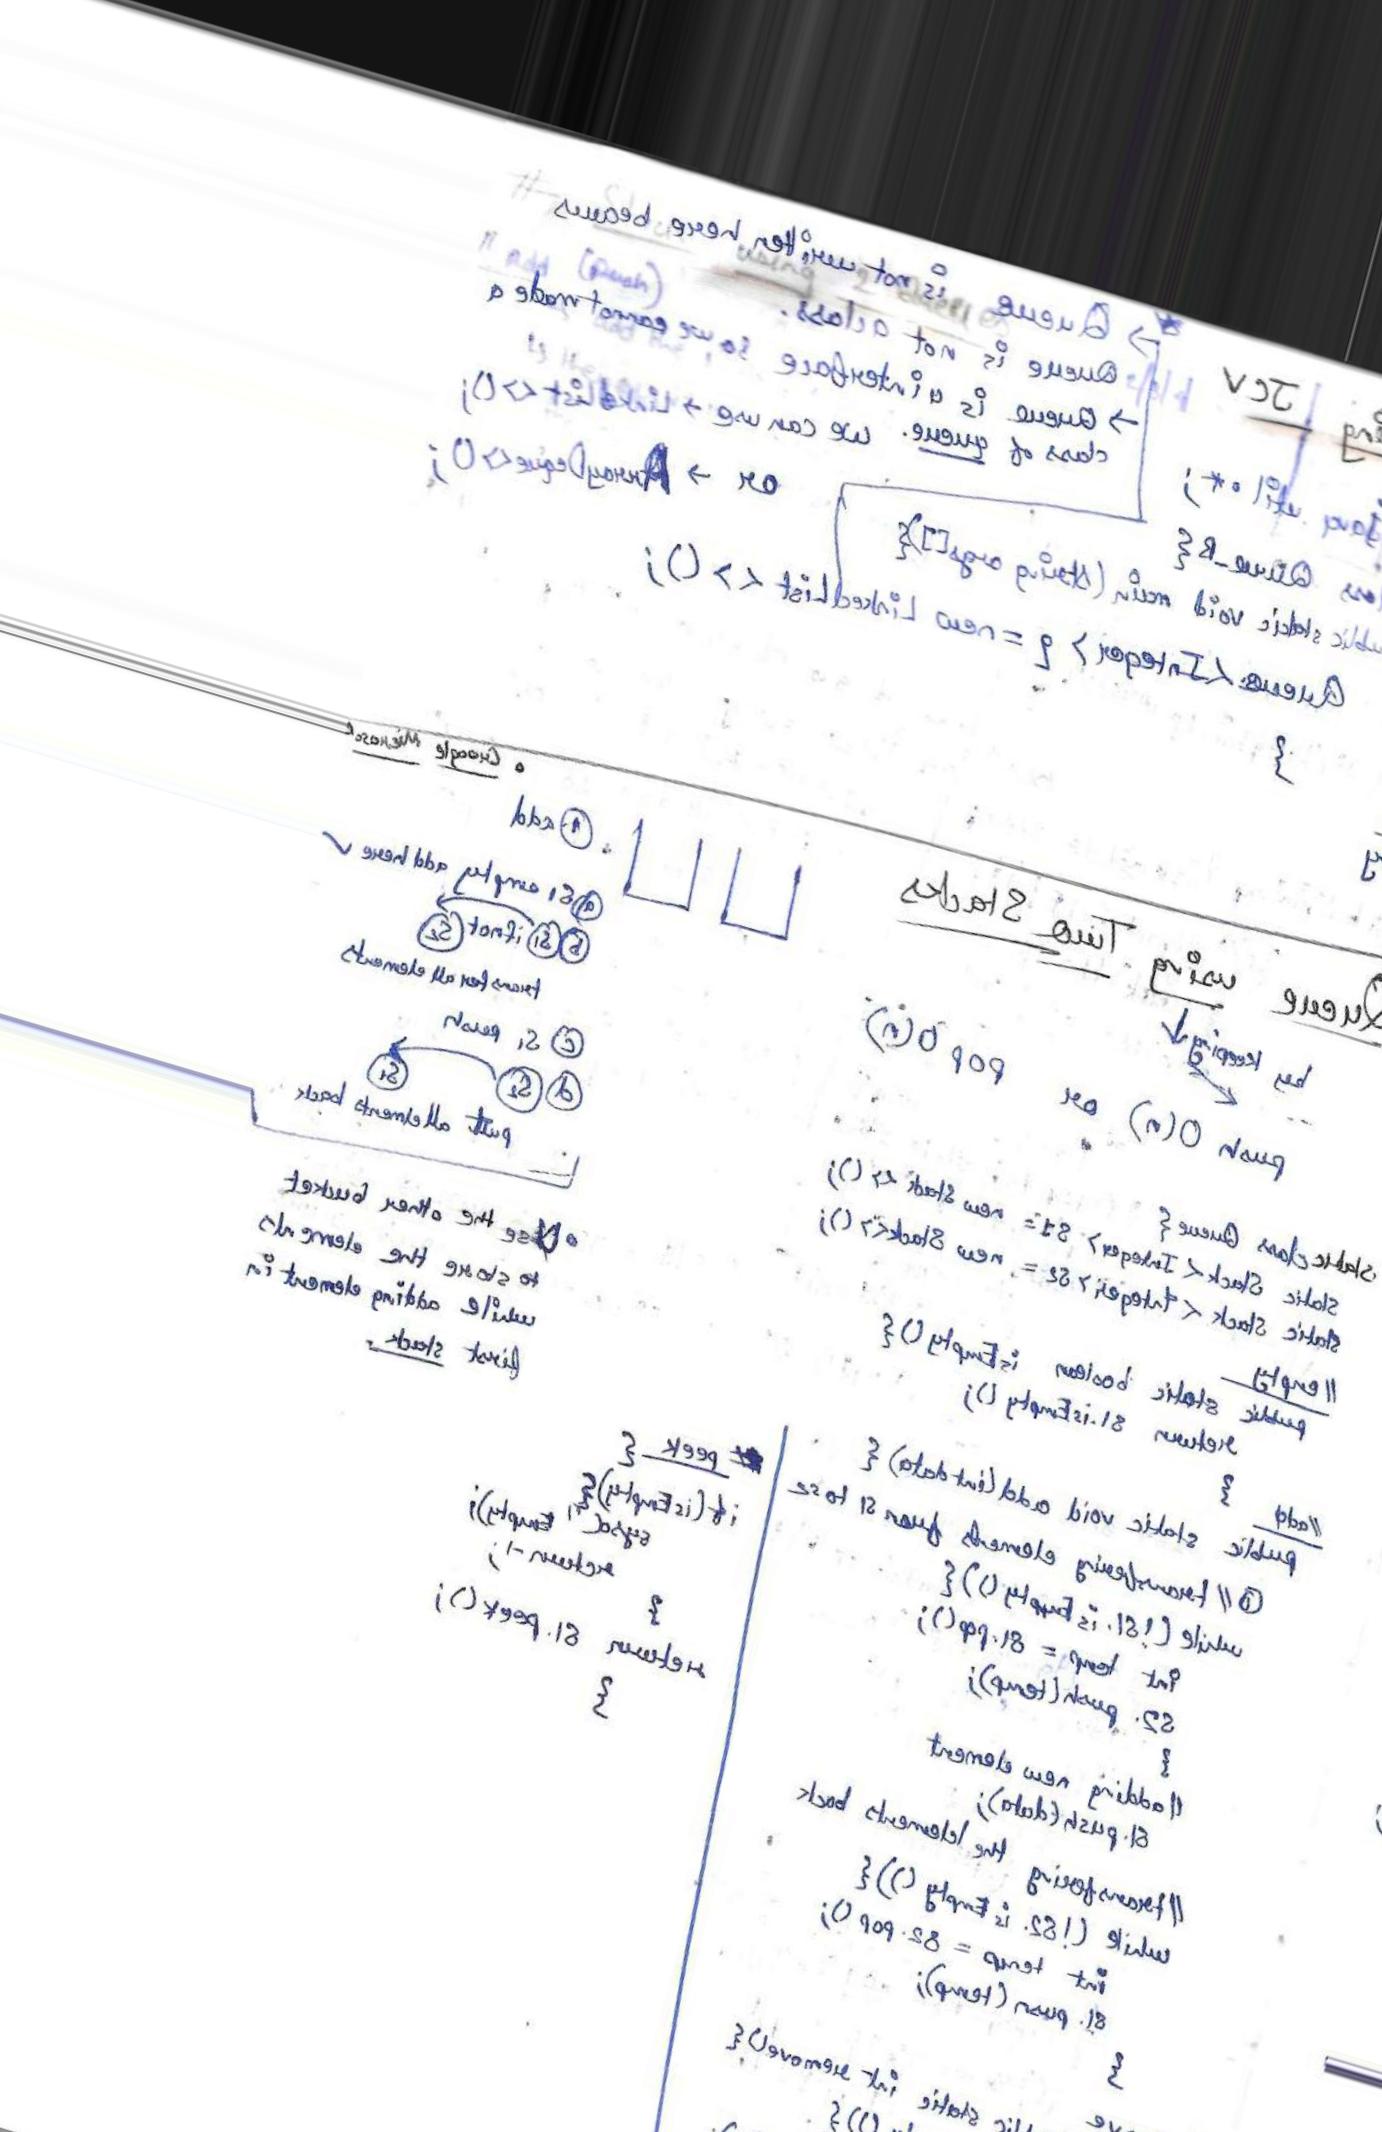 ing JCV
java.util.*;
class Queue_B{
public static void main (String args[]){
Queue<Integer> q = new LinkedList<>();
}
→ Queue is not written here becaus
Queue is not a class.
→ Queue is a interface, so we cannot made a
class of queue. we can use → LinkedList<>();
or → ArrayDeque<>();
Queue using Two Stacks
by keeping
push O(n) or pop O(n)
• Google Microsoft
① add
ⓐ S1 empty add here ✓
ⓑ S1 if not S2
transfer all elements
ⓒ S1 push
ⓓ S2 S1
putt all elements back
• Use the other bucket
to store the elements
while adding element in
first stack.
static class Queue {
static Stack <Integer> S1 = new Stack <>();
static Stack <Integer> S2 = new Stack<>();
//empty
public static boolean isEmpty(){
return S1.isEmpty();
}
//add
public static void add(int data) {
① // transfering elements from S1 to S2
while (!S1.isEmpty()){
int temp = S1.pop();
S2.push(temp);
}
//adding new element
S1.push(data);
//transfering the elements back
while (!S2.isEmpty()){
int temp = S2.pop();
S1.push(temp);
}
static int remove(){
peek {
if(isEmpty){
syso(" Empty);
return -1;
}
return S1.peek();
}